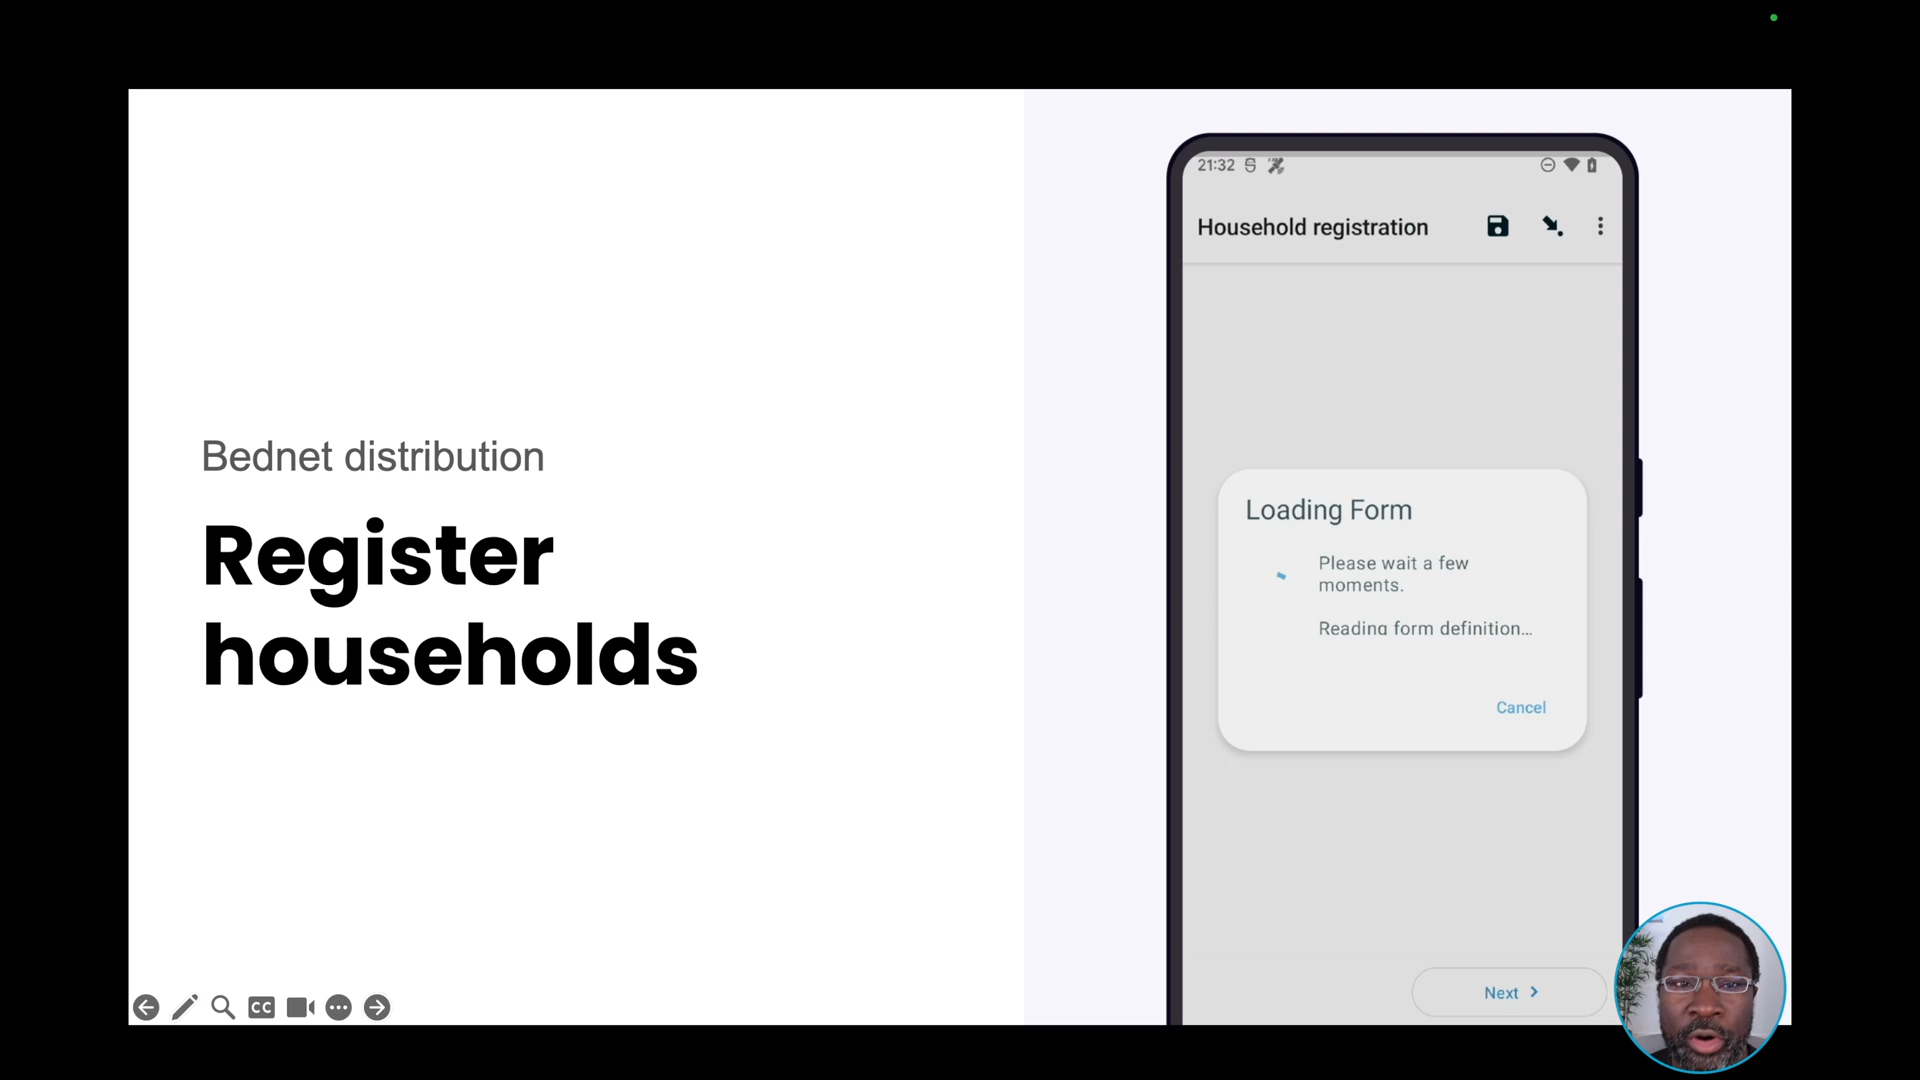 Bednet distribution
Register
households
21:32
Household registration
Loading Form
Please wait a few
moments.
Reading form definition...
Cancel
Next
CC